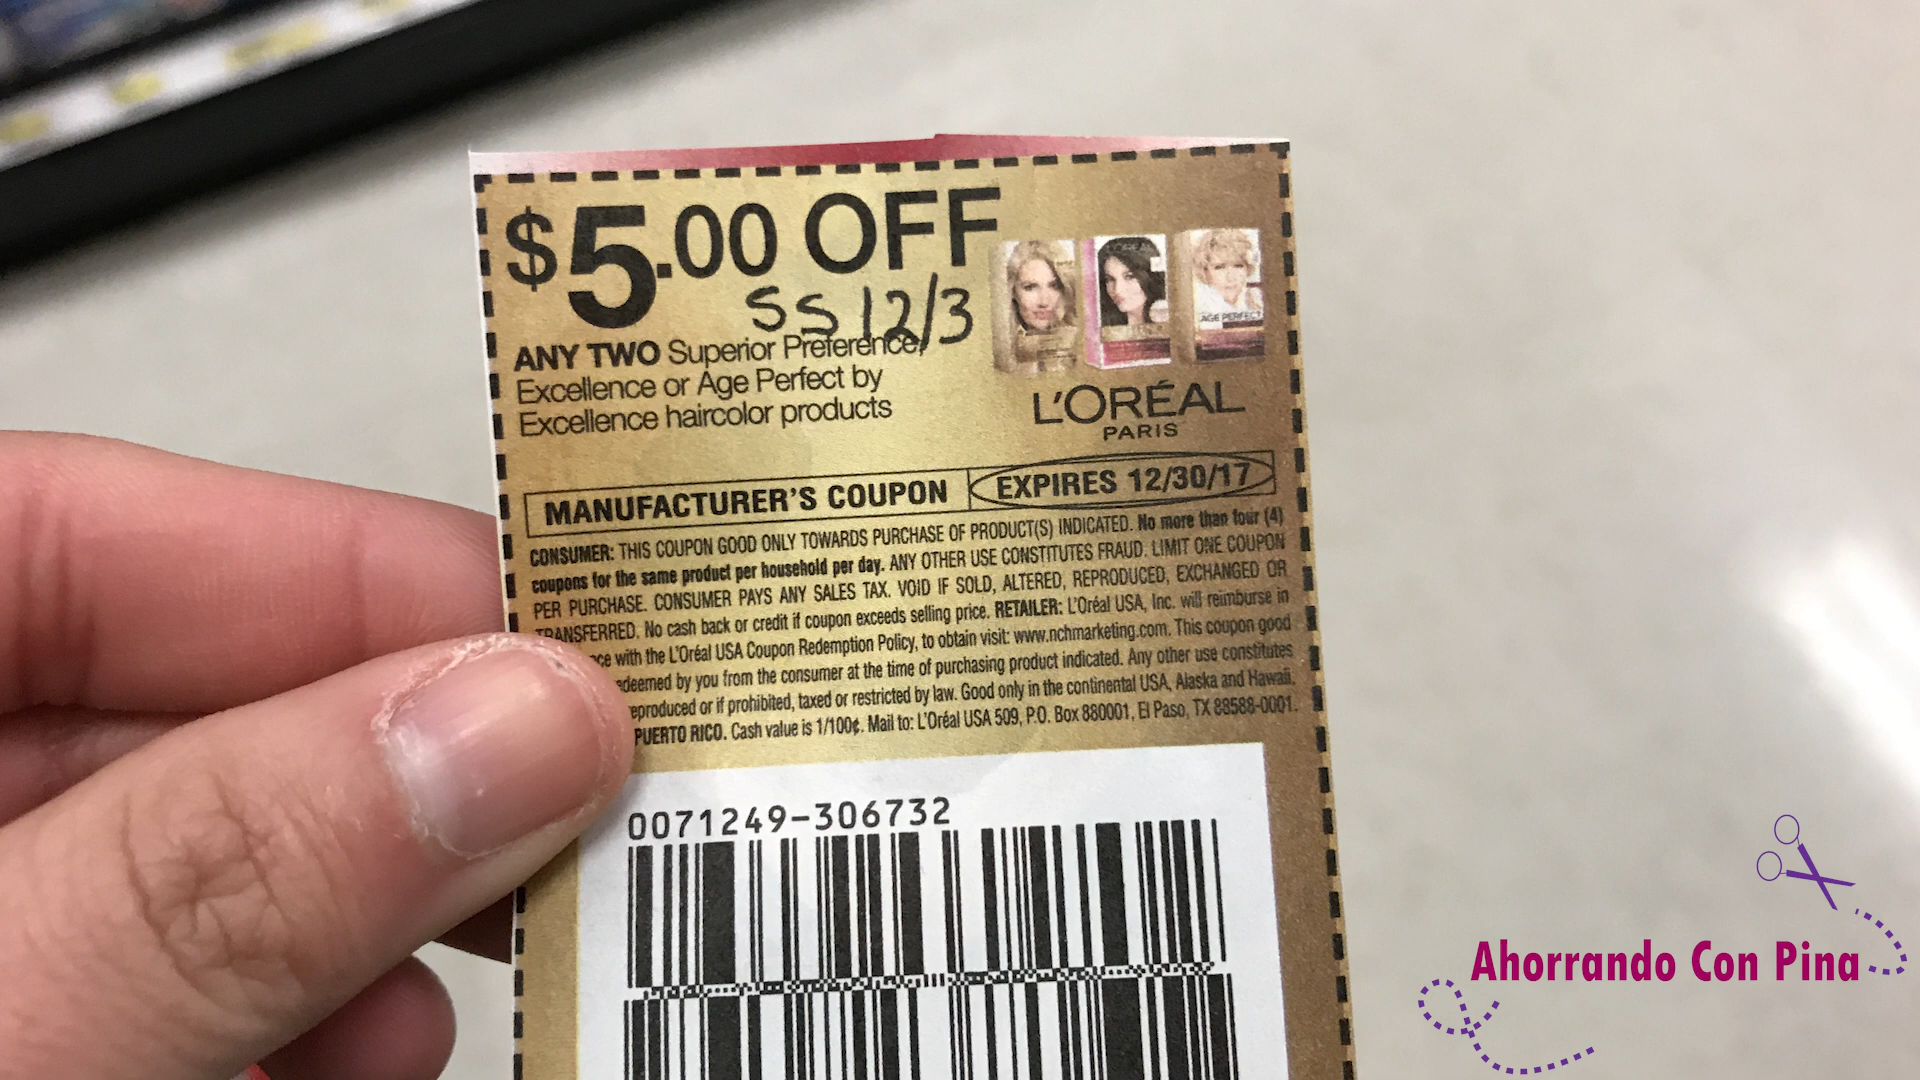 $5.00 OFF
SS 12/3
ANY TWO Superior Preference,
Excellence or Age Perfect by
Excellence haircolor products
AGE PERFECT
L'ORÉAL
PARIS
MANUFACTURER'S COUPON EXPIRES 12/30/17
CONSUMER: THIS COUPON GOOD ONLY TOWARDS PURCHASE OF PRODUCT(S) INDICATED. No more than four (4)
coupons for the same product per household per day. ANY OTHER USE CONSTITUTES FRAUD. LIMIT ONE COUPON
PER PURCHASE. CONSUMER PAYS ANY SALES TAX. VOID IF SOLD, ALTERED, REPRODUCED, EXCHANGED OR
TRANSFERRED. No cash back or credit if coupon exceeds selling price. RETAILER: L'Oréal USA, Inc. will reimburse in
with the L'Oréal USA Coupon Redemption Policy, to obtain visit: www.nchmarketing.com. This coupon good
by you from the consumer at the time of purchasing product indicated. Any other use constitutes
or if prohibited, taxed or restricted by law. Good only in the continental USA, Alaska and Hawaii.
PUERTO RICO. Cash value is 1/100¢. Mail to: L'Oréal USA 509, P.O. Box 880001, El Paso, TX 88588-0001.
0071249-306732
Ahorrando Con Pina